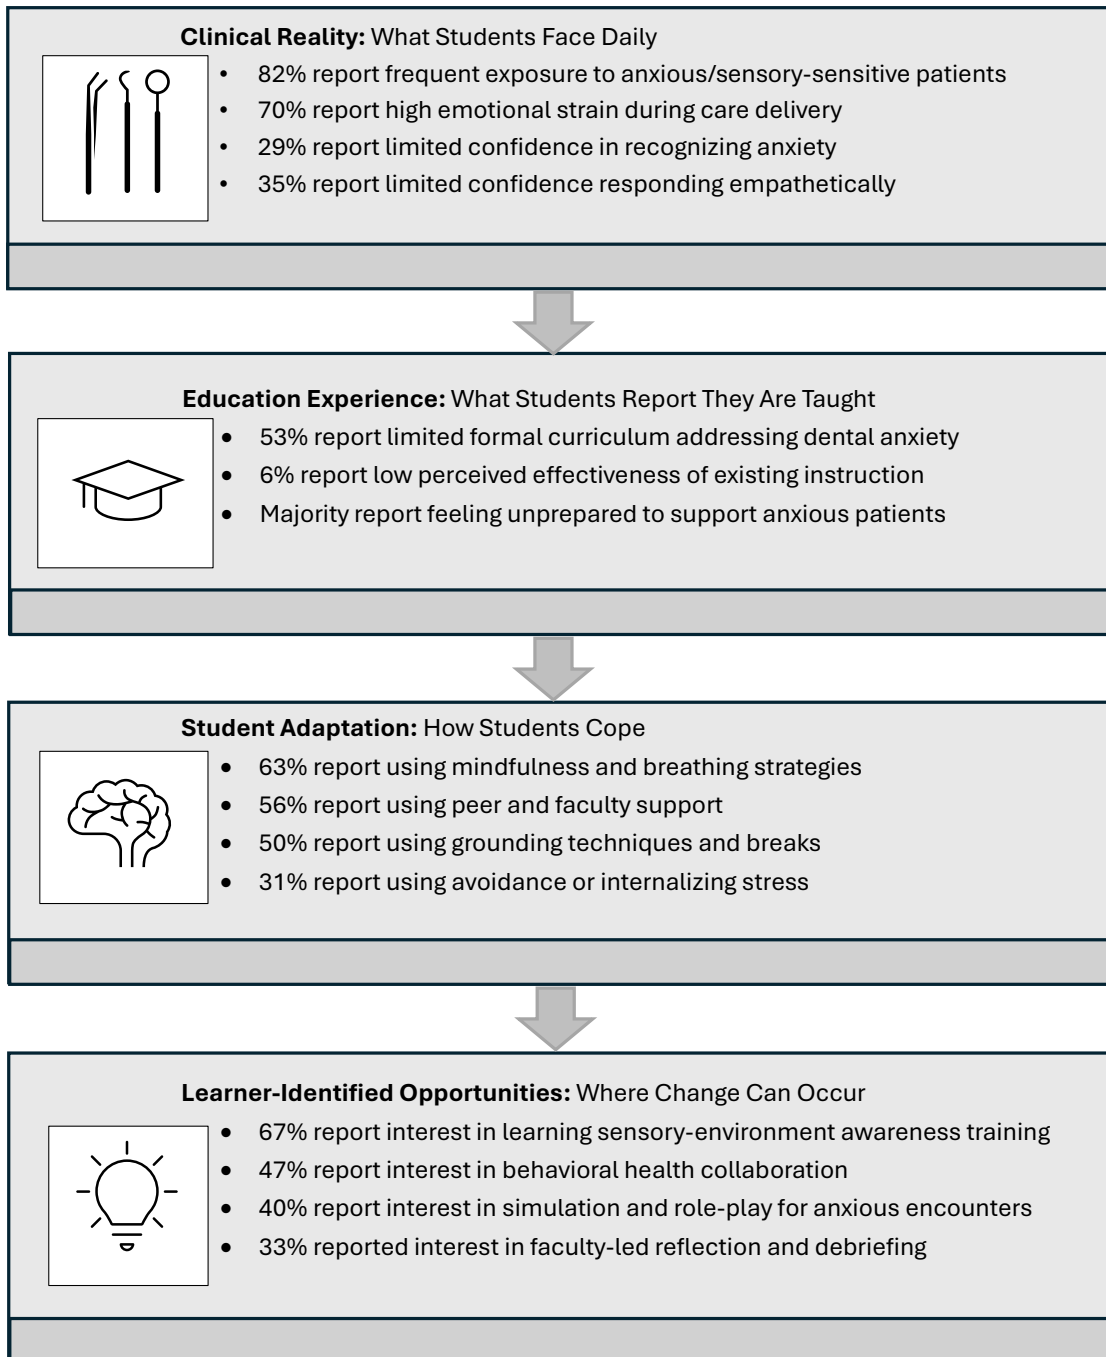 Clinical Reality: What Students Face Daily
• 82% report frequent exposure to anxious/sensory-sensitive patients
• 70% report high emotional strain during care delivery
• 29% report limited confidence in recognizing anxiety
• 35% report limited confidence responding empathetically
Education Experience: What Students Report They Are Taught
• 53% report limited formal curriculum addressing dental anxiety
• 6% report low perceived effectiveness of existing instruction
• Majority report feeling unprepared to support anxious patients
Student Adaptation: How Students Cope
• 63% report using mindfulness and breathing strategies
• 56% report using peer and faculty support
• 50% report using grounding techniques and breaks
• 31% report using avoidance or internalizing stress
Learner-Identified Opportunities: Where Change Can Occur
• 67% report interest in learning sensory-environment awareness training
• 47% report interest in behavioral health collaboration
• 40% report interest in simulation and role-play for anxious encounters
• 33% reported interest in faculty-led reflection and debriefing